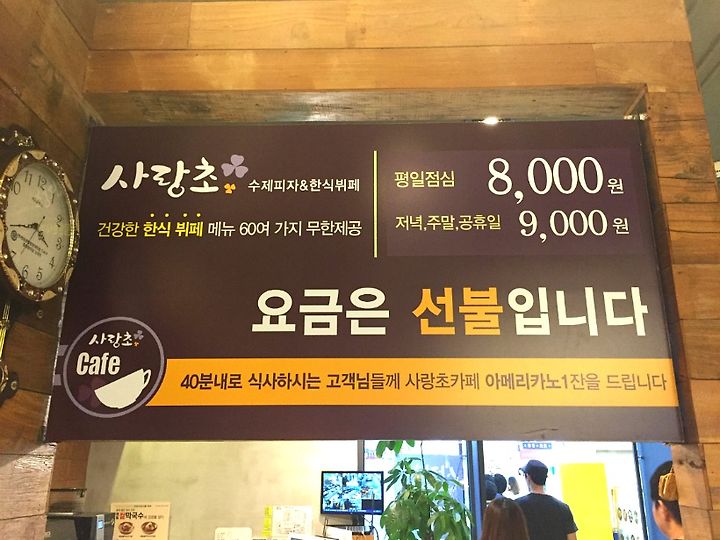 사랑초 수제피자&한식뷔페
건강한 한식 뷔페 메뉴 60여 가지 무한제공
평일점심 8,000원
저녁,주말,공휴일 9,000원
요금은 선불입니다
사랑초
Cafe
40분내로 식사하시는 고객님들께 사랑초카페 아메리카노1잔을 드립니다
막국수